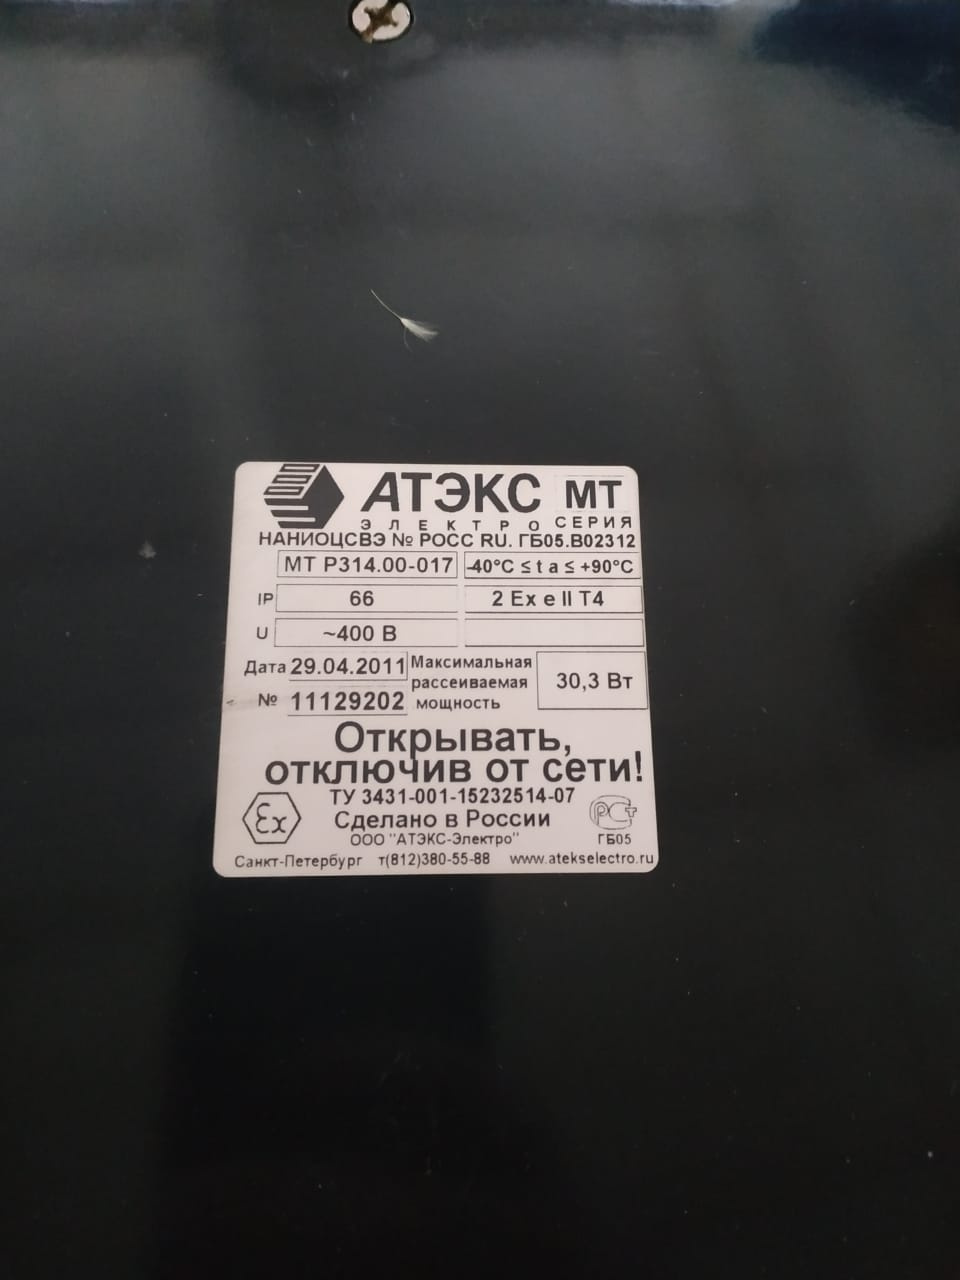 АТЭКС МТ
ЭЛЕКТРО СЕРИЯ
НАНИОЦСВЭ № РОСС RU. ГБ05.В02312
МТ Р314.00-017 -40°C ≤ t a ≤ +90°C
IP 66 2 Ex e II T4
U ~400 В
Дата 29.04.2011 Максимальная
рассеиваемая 30,3 Вт
№ 11129202 мощность
Открывать,
отключив от сети!
ТУ 3431-001-15232514-07
Ex Сделано в России РСТ
ООО "АТЭКС-Электро" ГБ05
Санкт-Петербург т(812)380-55-88 www.atekselectro.ru